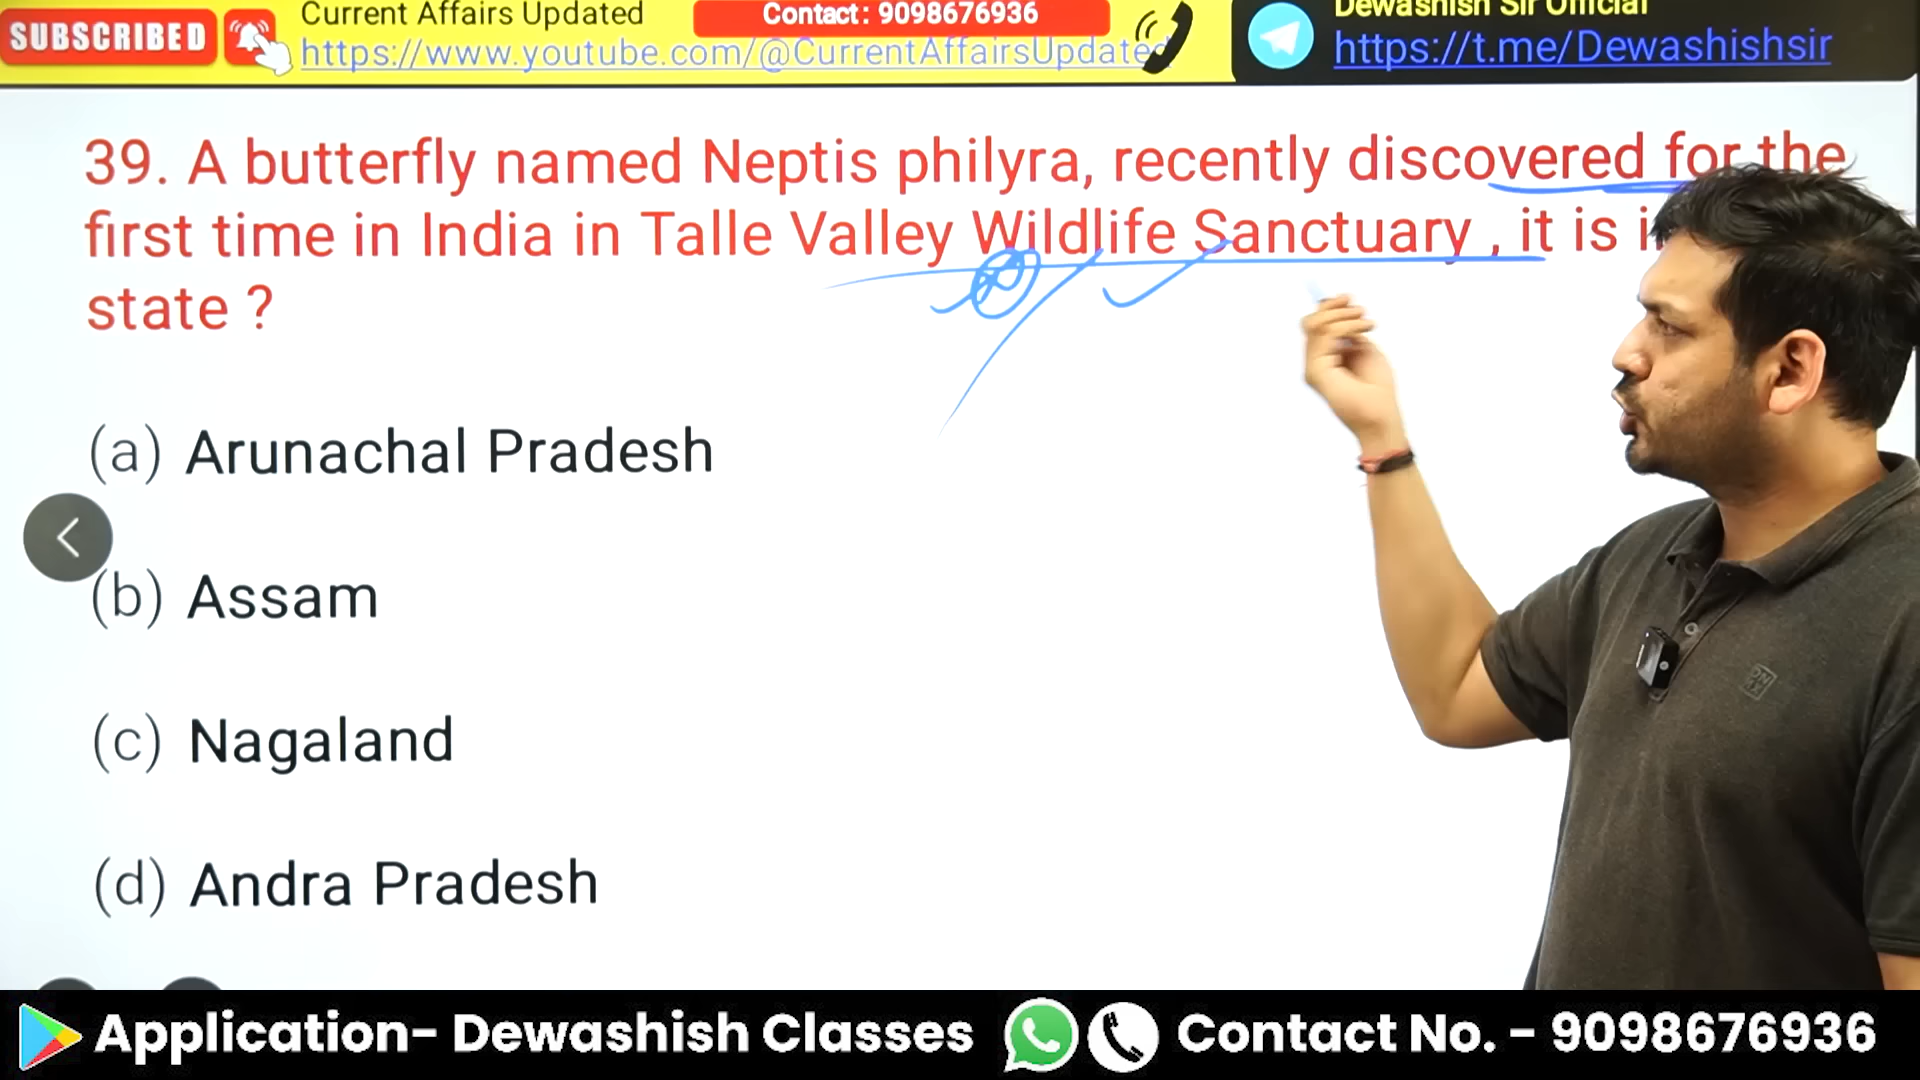 SUBSCRIBED
Current Affairs Updated
https://www.youtube.com/@CurrentAffairsUpdated
Contact: 9098676936
Dewashish Sir Official
https://t.me/Dewashishsir
39. A butterfly named Neptis philyra, recently discovered for the
first time in India in Talle Valley Wildlife Sanctuary , it is
state ?
(a) Arunachal Pradesh
(b) Assam
(c) Nagaland
(d) Andra Pradesh
Application- Dewashish Classes
Contact No. - 9098676936